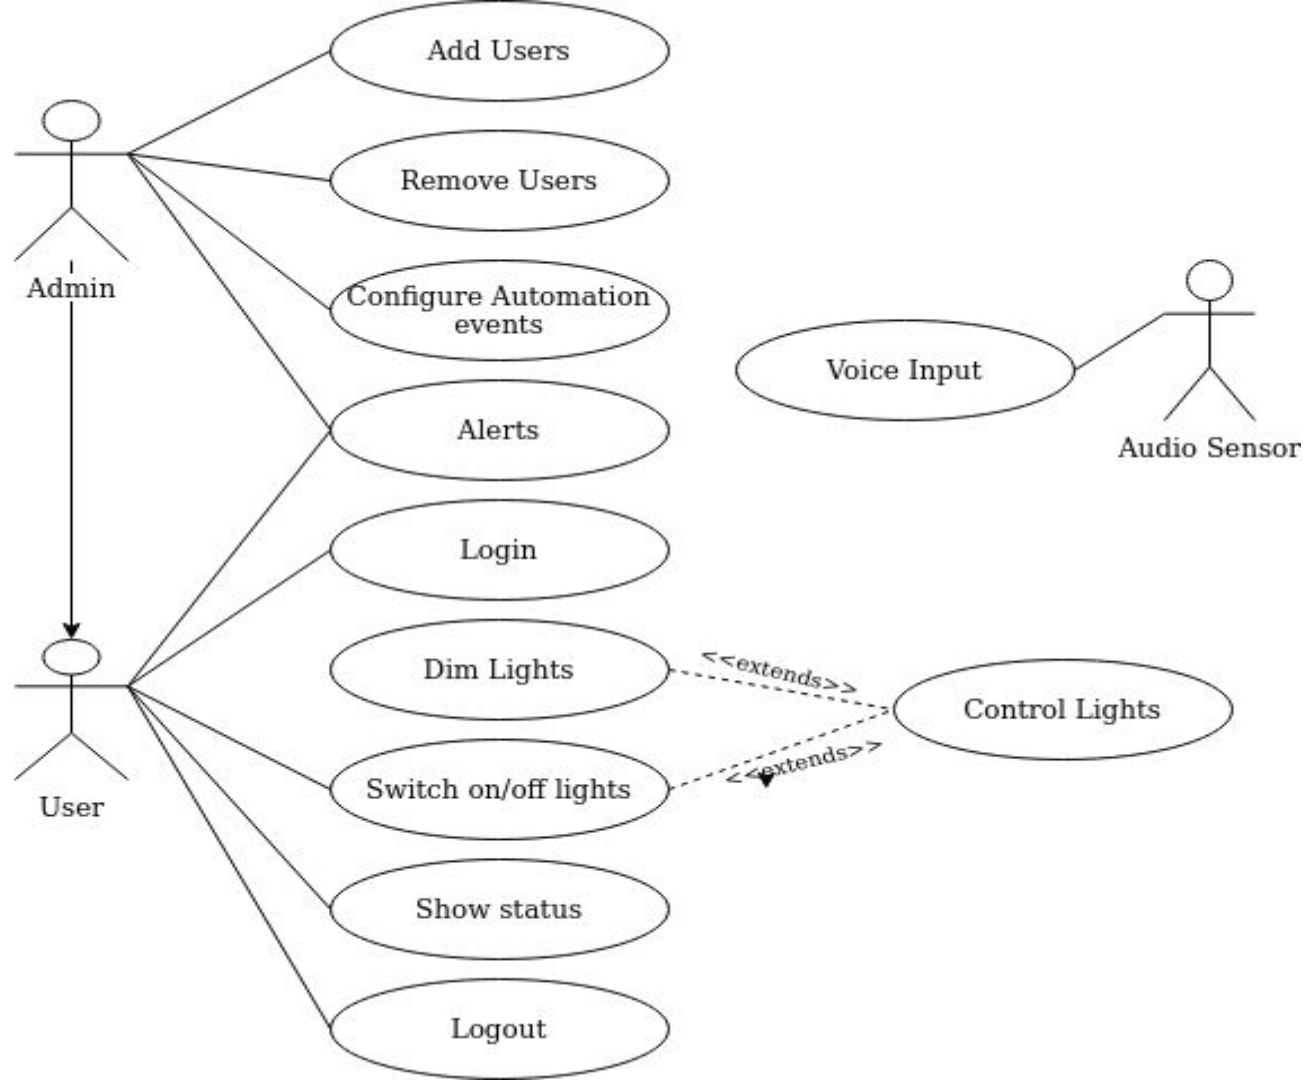 Add Users
Remove Users
Admin
Configure Automation
events
Voice Input
Alerts
Audio Sensor
Login
Dim Lights
<<extends>>
Control Lights
<<extends>>
Switch on/off lights
User
Show status
Logout